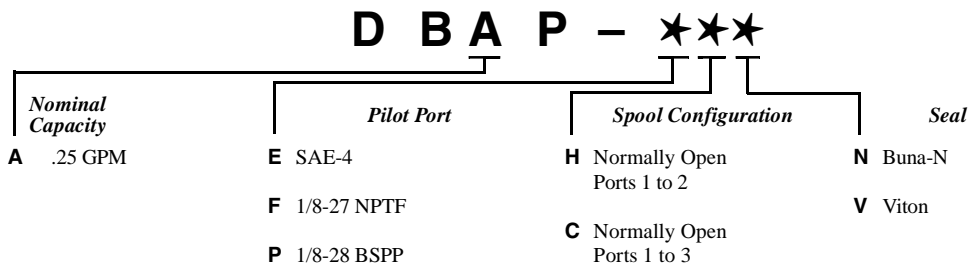 D B A P – ✶✶✶
Nominal
Capacity
A .25 GPM
Pilot Port
E SAE-4
F 1/8-27 NPTF
P 1/8-28 BSPP
Spool Configuration
H Normally Open
Ports 1 to 2
C Normally Open
Ports 1 to 3
Seal
N Buna-N
V Viton